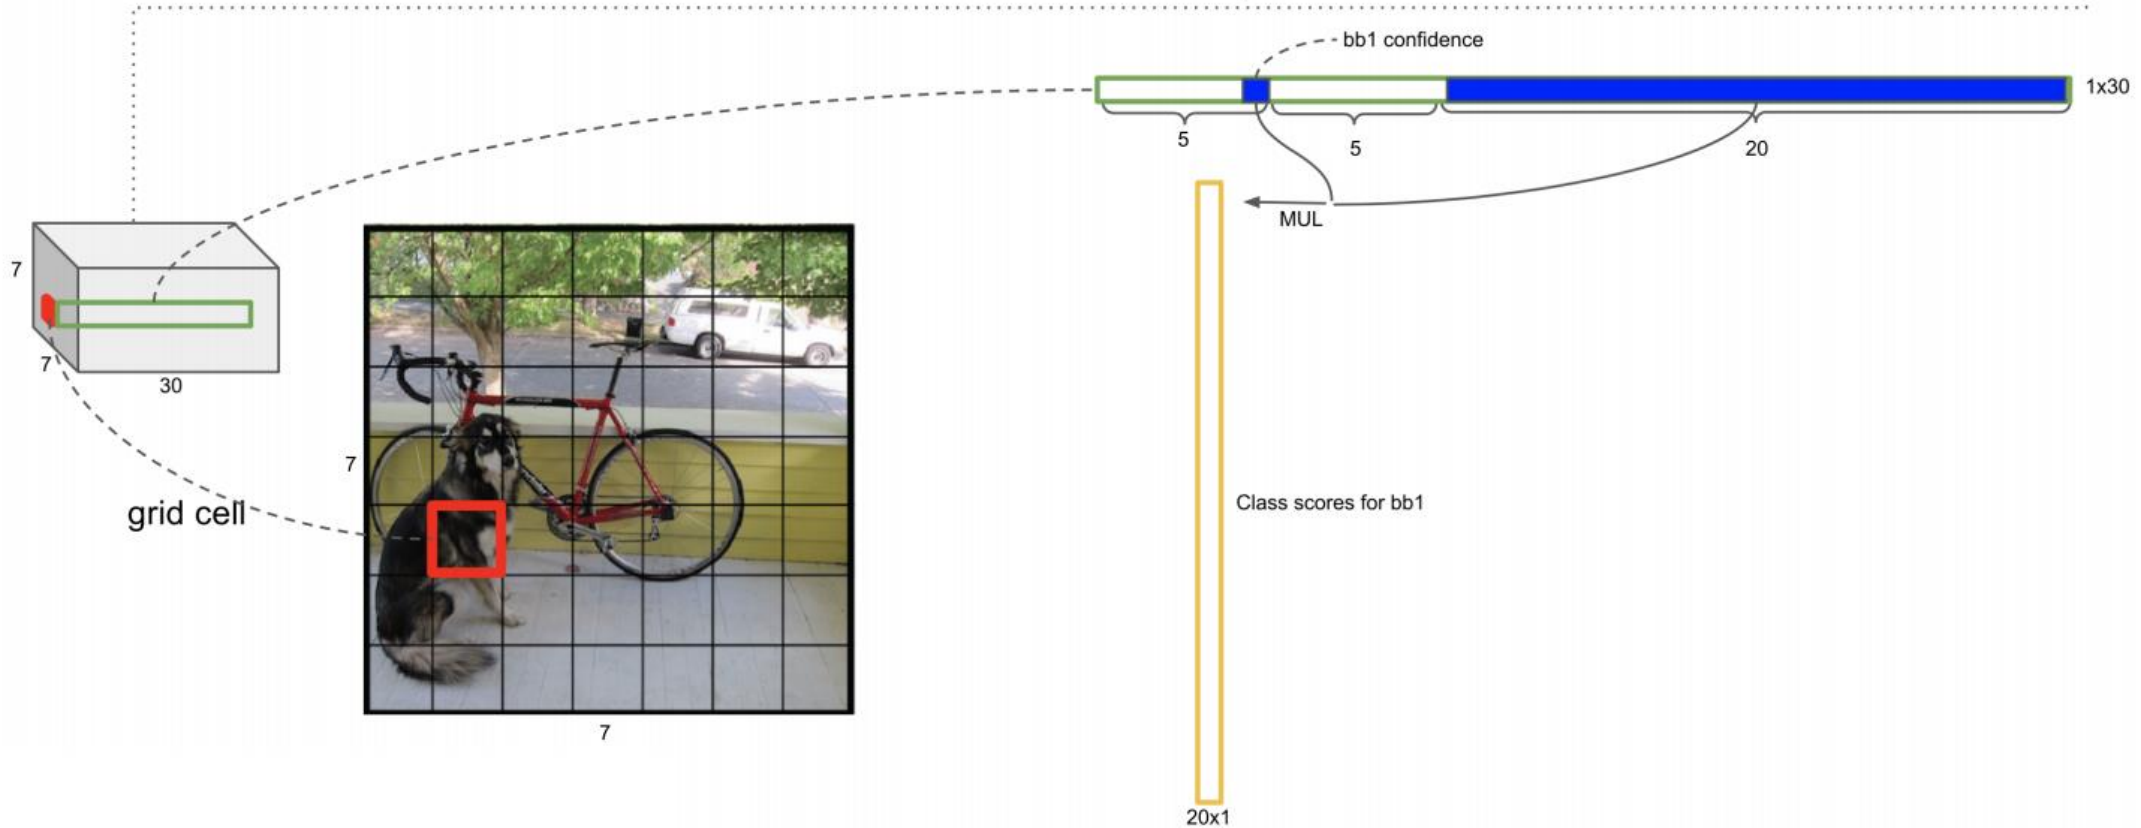 bb1 confidence
1x30
5
5
20
MUL
7
7
30
grid cell
7
7
Class scores for bb1
20x1